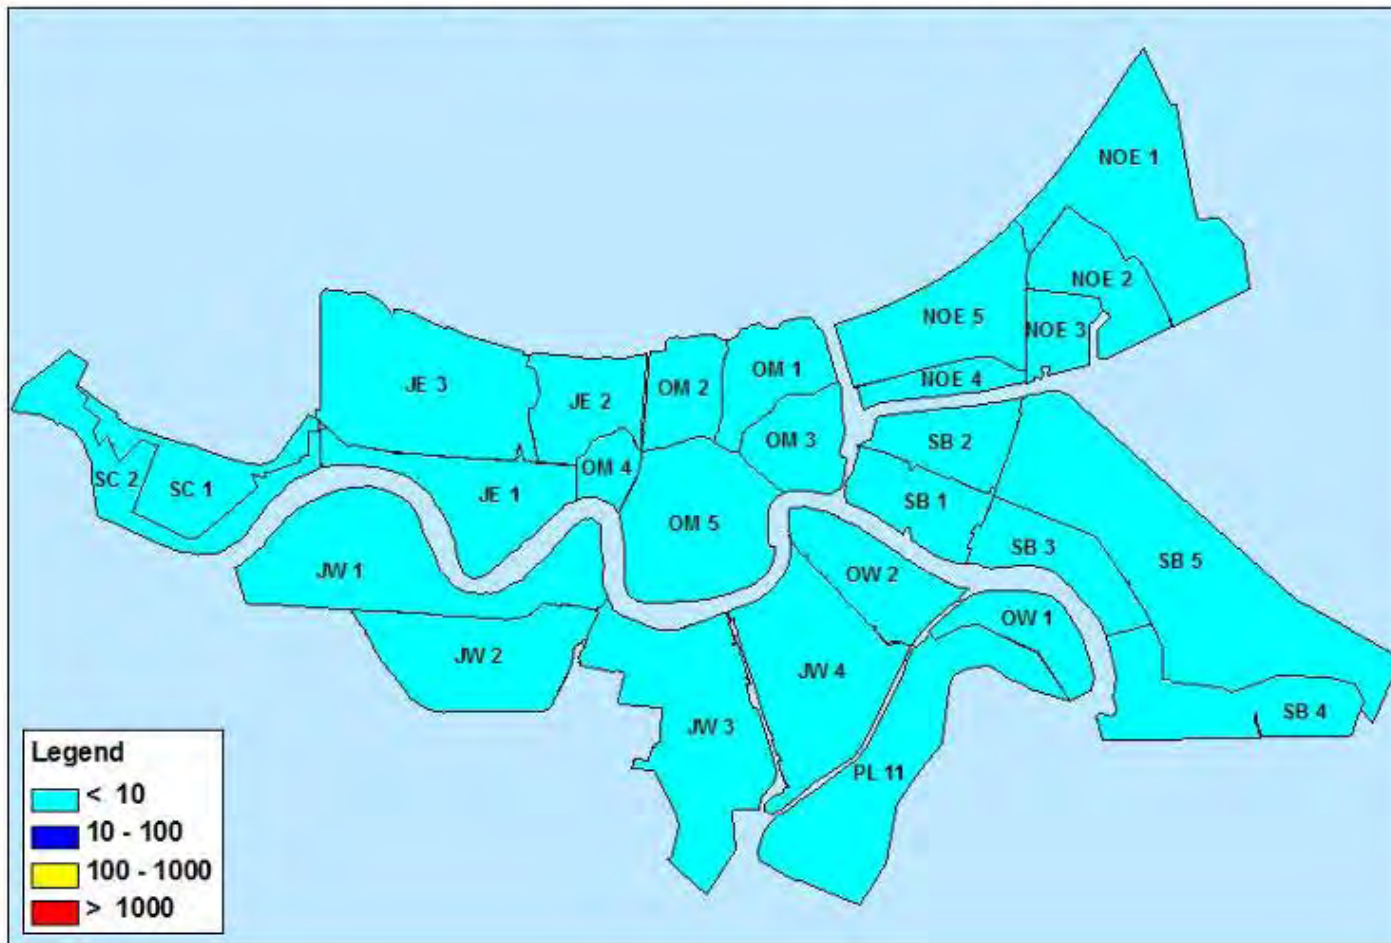 NOE 1
NOE 2
NOE 5
NOE 3
NOE 4
JE 3
JE 2
OM 2
OM 1
OM 3
SB 2
OM 4
SC 2
SC 1
JE 1
OM 5
SB 1
SB 3
SB 5
JW 1
OW 2
OW 1
JW 2
JW 4
JW 3
SB 4
PL 11
Legend
< 10
10 - 100
100 - 1000
> 1000